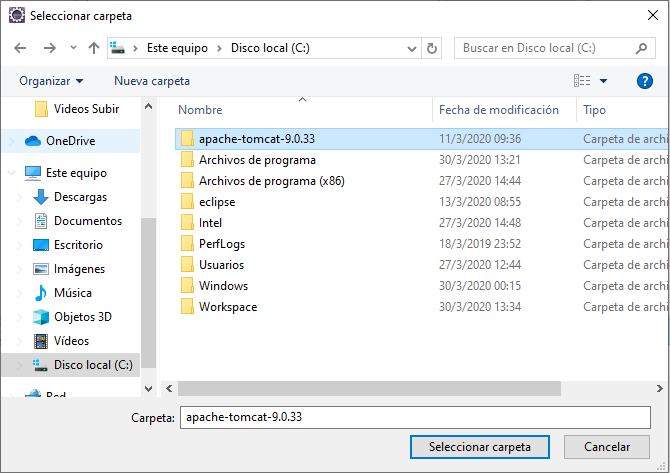 Seleccionar carpeta
Este equipo > Disco local (C:)
Buscar en Disco local (C:)
Organizar
Nueva carpeta
Nombre Fecha de modificación Tipo
Videos Subir
OneDrive
Este equipo
Descargas
Documentos
Escritorio
Imágenes
Música
Objetos 3D
Vídeos
Disco local (C:)
Red
apache-tomcat-9.0.33 11/3/2020 09:36 Carpeta de archi
Archivos de programa 30/3/2020 13:21 Carpeta de archi
Archivos de programa (x86) 27/3/2020 14:44 Carpeta de archi
eclipse 13/3/2020 08:55 Carpeta de archi
Intel 27/3/2020 14:48 Carpeta de archi
PerfLogs 18/3/2019 23:52 Carpeta de archi
Usuarios 27/3/2020 12:44 Carpeta de archi
Windows 30/3/2020 00:15 Carpeta de archi
Workspace 30/3/2020 13:34 Carpeta de archi
Carpeta: apache-tomcat-9.0.33
Seleccionar carpeta
Cancelar